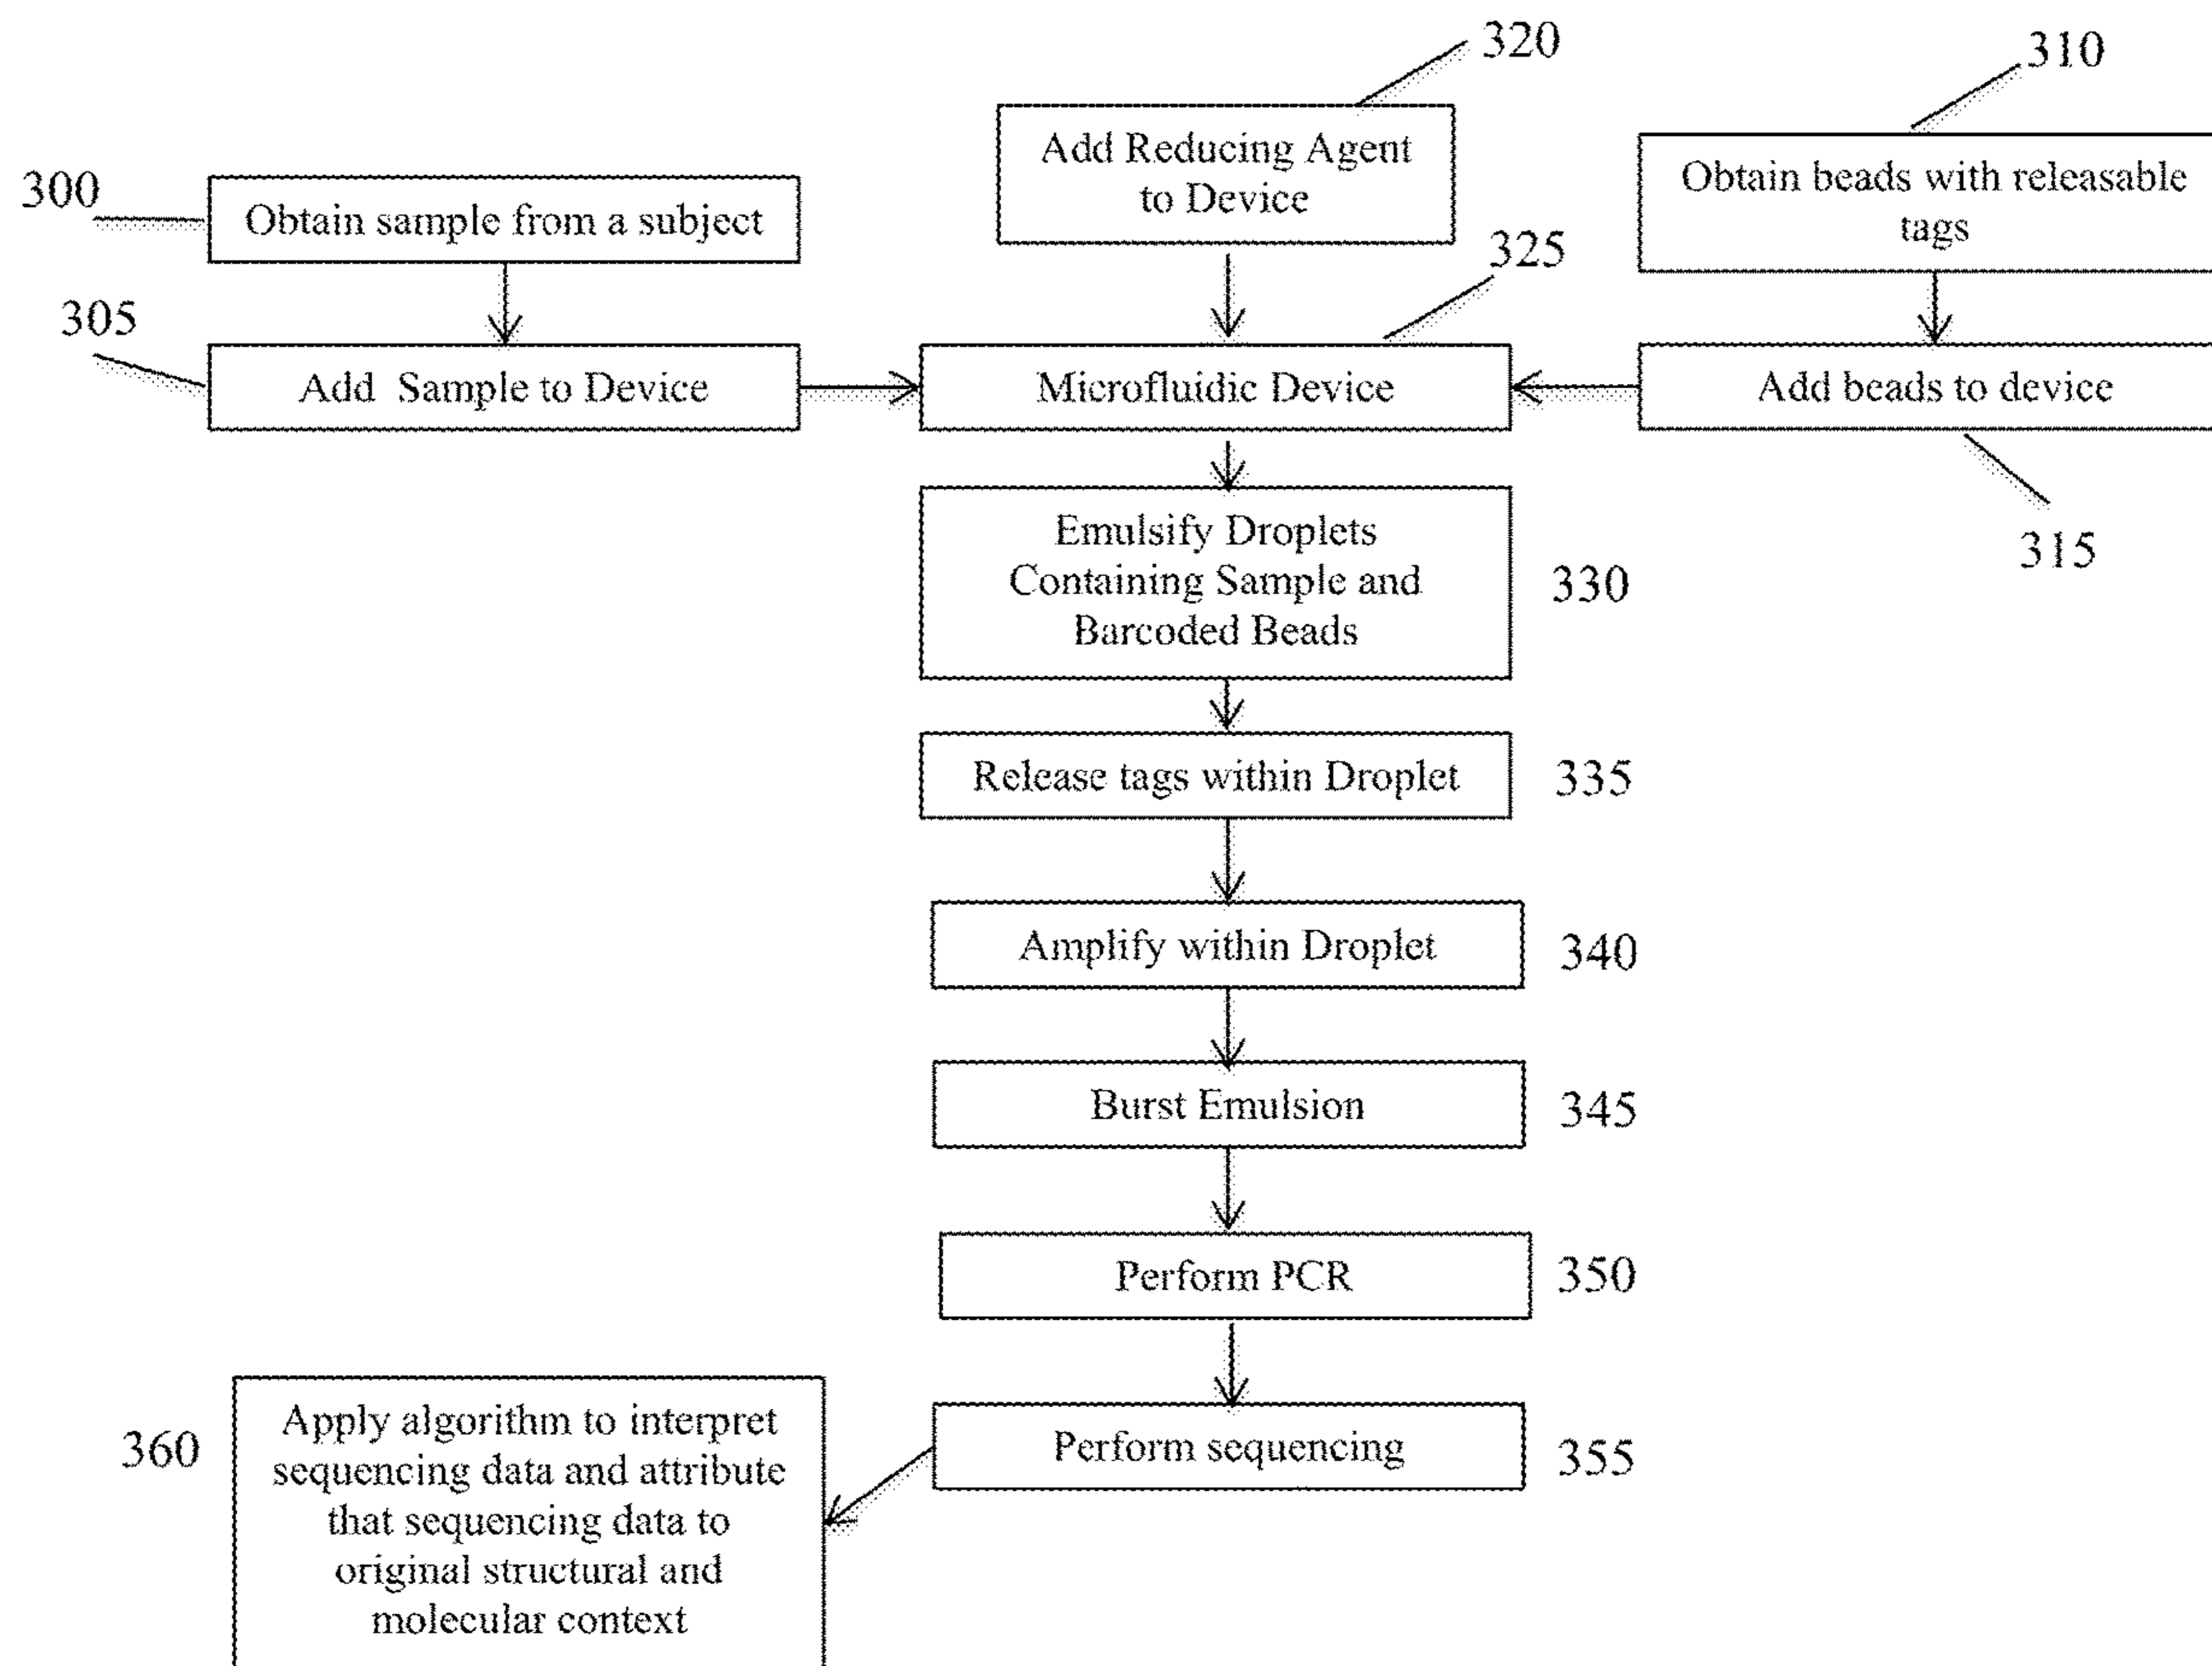 320
310
Add Reducing Agent
to Device
Obtain beads with releasable
tags
300
Obtain sample from a subject
325
305
Add Sample to Device
Microfluidic Device
Add beads to device
315
Emulsify Droplets
Containing Sample and
Barcoded Beads
330
Release tags within Droplet
335
Amplify within Droplet
340
Burst Emulsion
345
Perform PCR
350
Perform sequencing
355
360
Apply algorithm to interpret
sequencing data and attribute
that sequencing data to
original structural and
molecular context